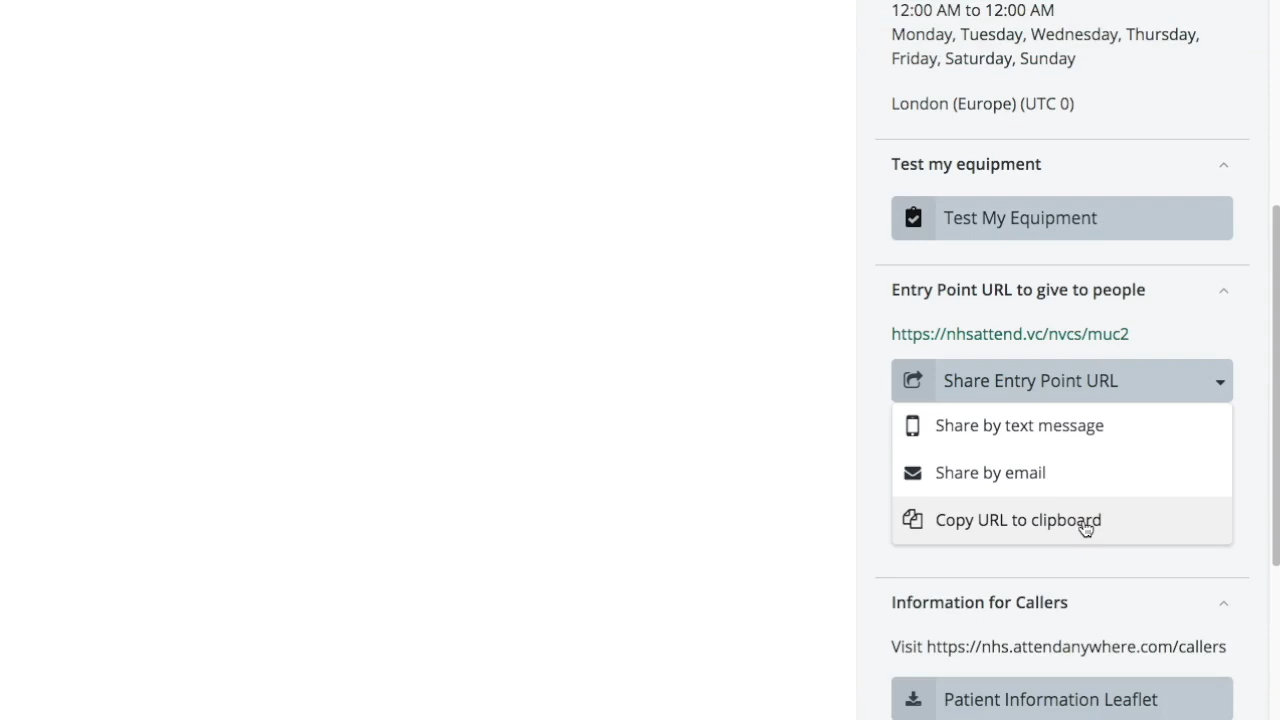 12:00 AM to 12:00 AM
Monday, Tuesday, Wednesday, Thursday,
Friday, Saturday, Sunday
London (Europe) (UTC 0)
Test my equipment
Test My Equipment
Entry Point URL to give to people
https://nhsattend.vc/nvcs/muc2
Share Entry Point URL
Share by text message
Share by email
Copy URL to clipboard
Information for Callers
Visit https://nhs.attendanywhere.com/callers
Patient Information Leaflet